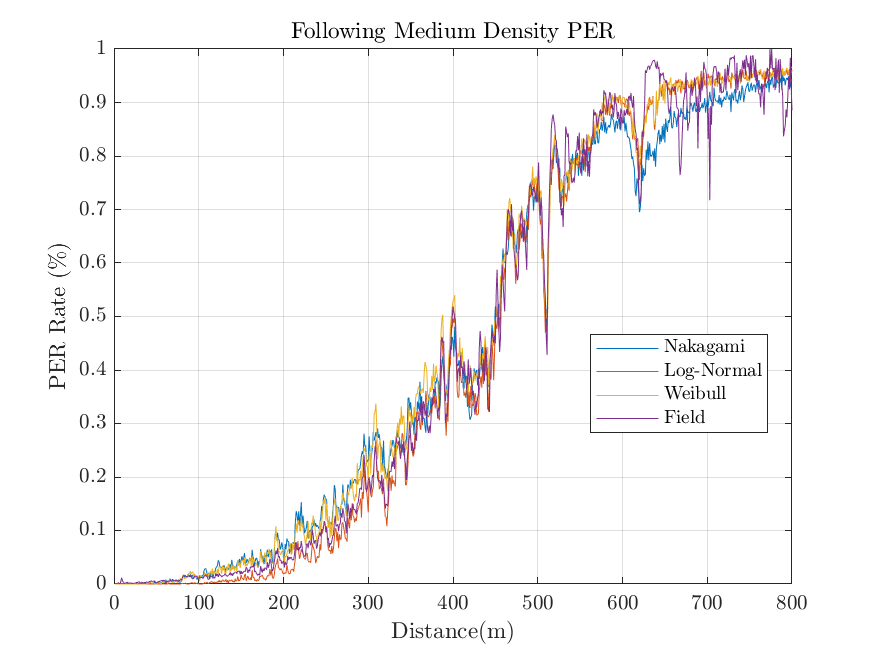 Following Medium Density PER
1
0.9
0.8
0.7
0.6
0.5
0.4
0.3
0.2
0.1
0
PER Rate (%)
Nakagami
Log-Normal
Weibull
Field
0 100 200 300 400 500 600 700 800
Distance(m)